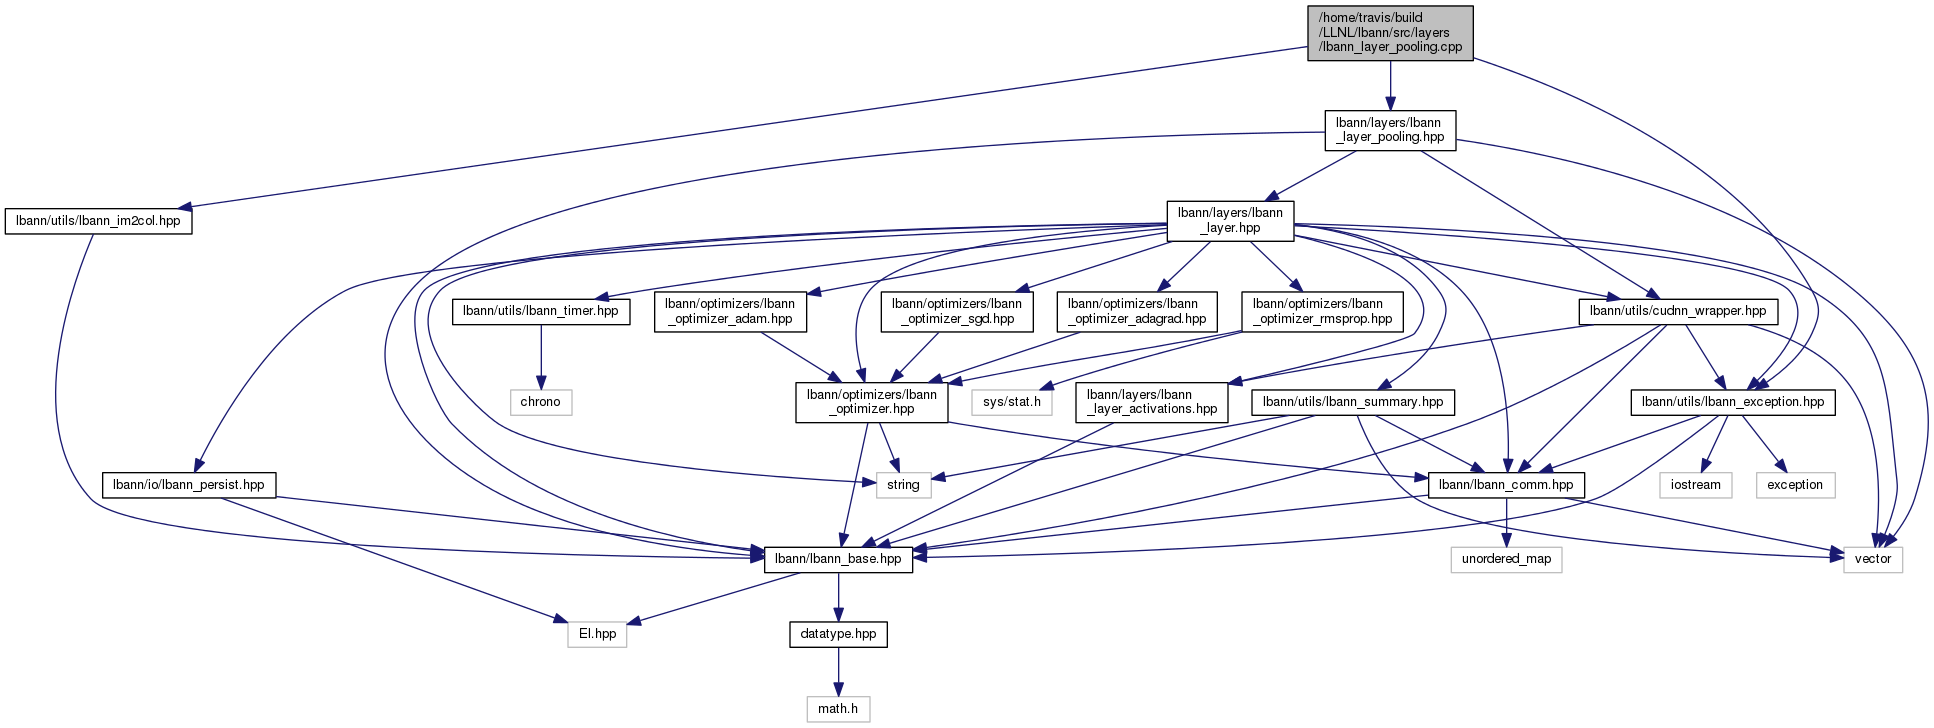 /home/travis/build
/LLNL/lbann/src/layers
/lbann_layer_pooling.cpp
lbann/layers/lbann
_layer_pooling.hpp
lbann/utils/lbann_im2col.hpp
lbann/layers/lbann
_layer.hpp
lbann/utils/lbann_timer.hpp
lbann/optimizers/lbann
_optimizer_adam.hpp
lbann/optimizers/lbann
_optimizer_sgd.hpp
lbann/optimizers/lbann
_optimizer_adagrad.hpp
lbann/optimizers/lbann
_optimizer_rmsprop.hpp
lbann/utils/cudnn_wrapper.hpp
chrono
lbann/optimizers/lbann
_optimizer.hpp
sys/stat.h
lbann/layers/lbann
_layer_activations.hpp
lbann/utils/lbann_summary.hpp
lbann/utils/lbann_exception.hpp
lbann/io/lbann_persist.hpp
string
lbann/lbann_comm.hpp
iostream
exception
lbann/lbann_base.hpp
unordered_map
vector
El.hpp
datatype.hpp
math.h